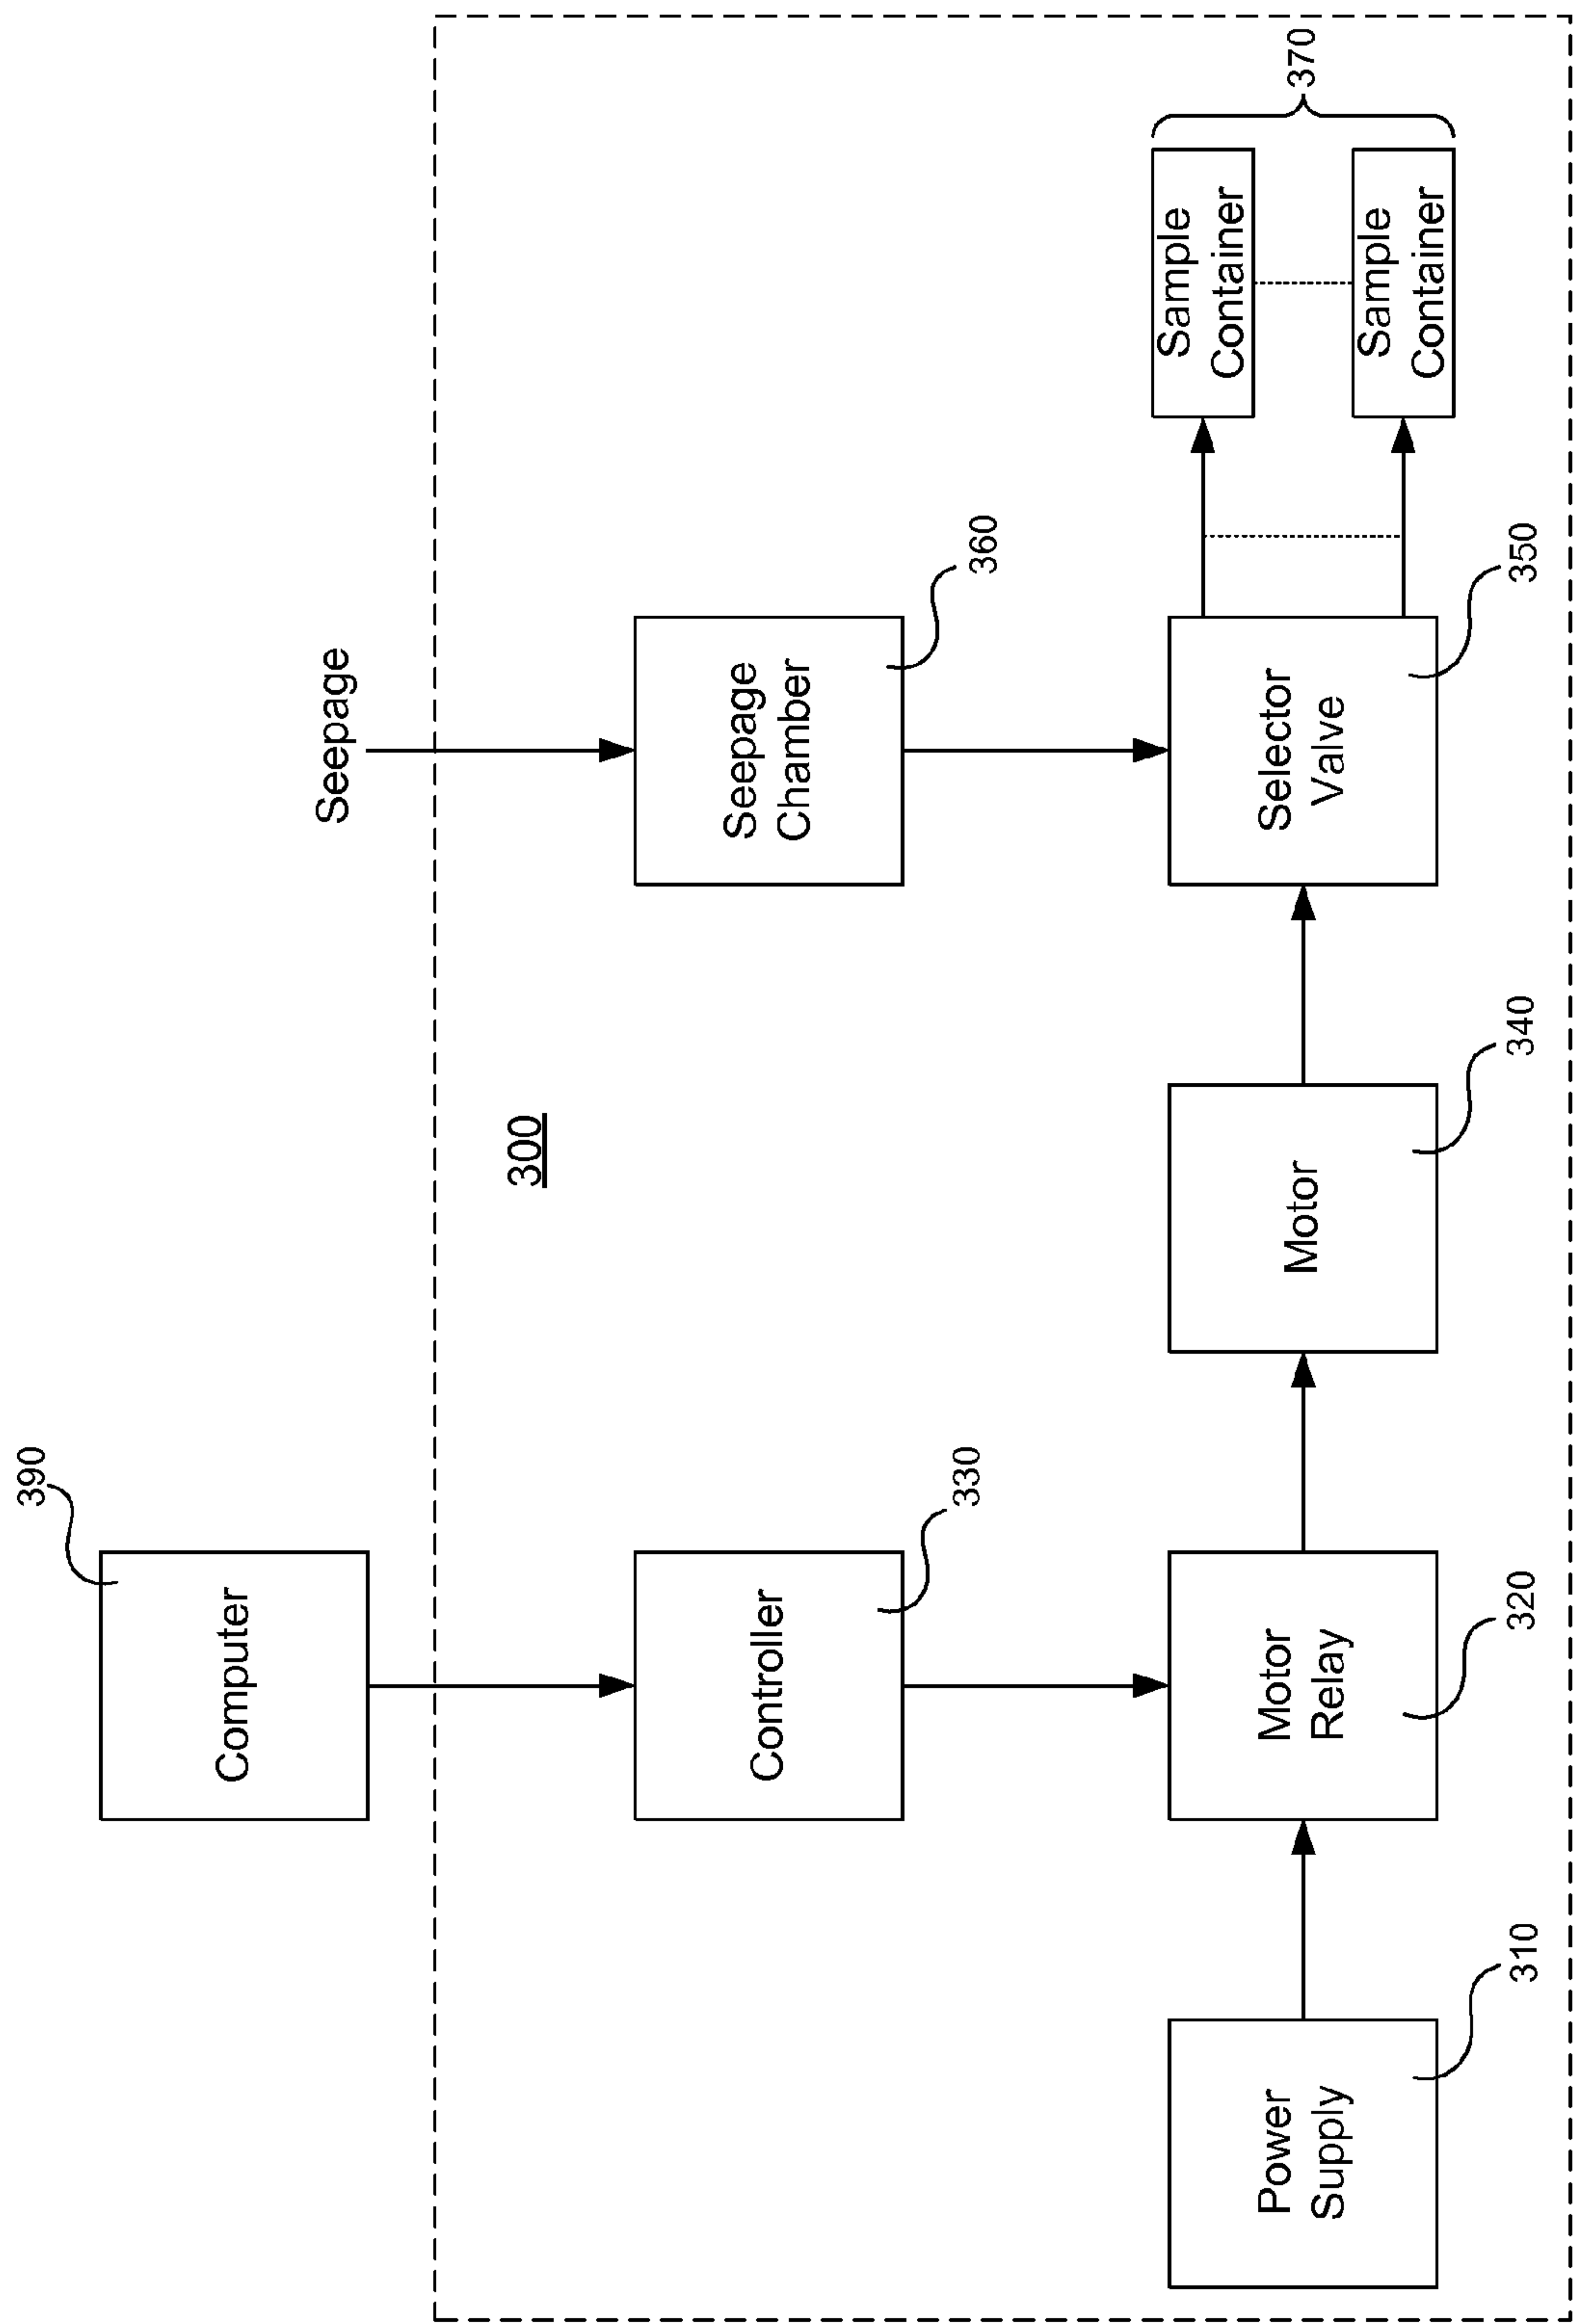 390
Computer
Seepage
300
Controller
330
Seepage
Chamber
360
Power
Supply
310
Motor
Relay
320
Motor
340
Selector
Valve
350
Sample
Container
Sample
Container
370